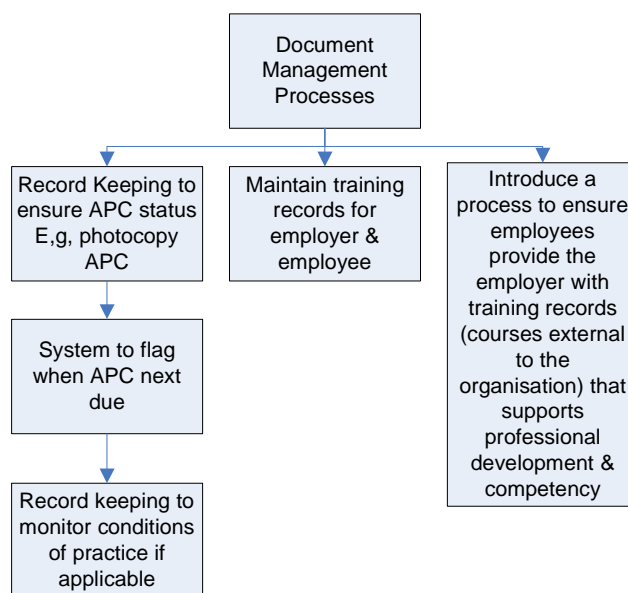 Document
Management
Processes
Record Keeping to
ensure APC status
E,g, photocopy
APC
Maintain training
records for
employer &
employee
Introduce a
process to ensure
employees
provide the
employer with
training records
(courses external
to the
organisation) that
supports
professional
development &
competency
System to flag
when APC next
due
Record keeping to
monitor conditions
of practice if
applicable